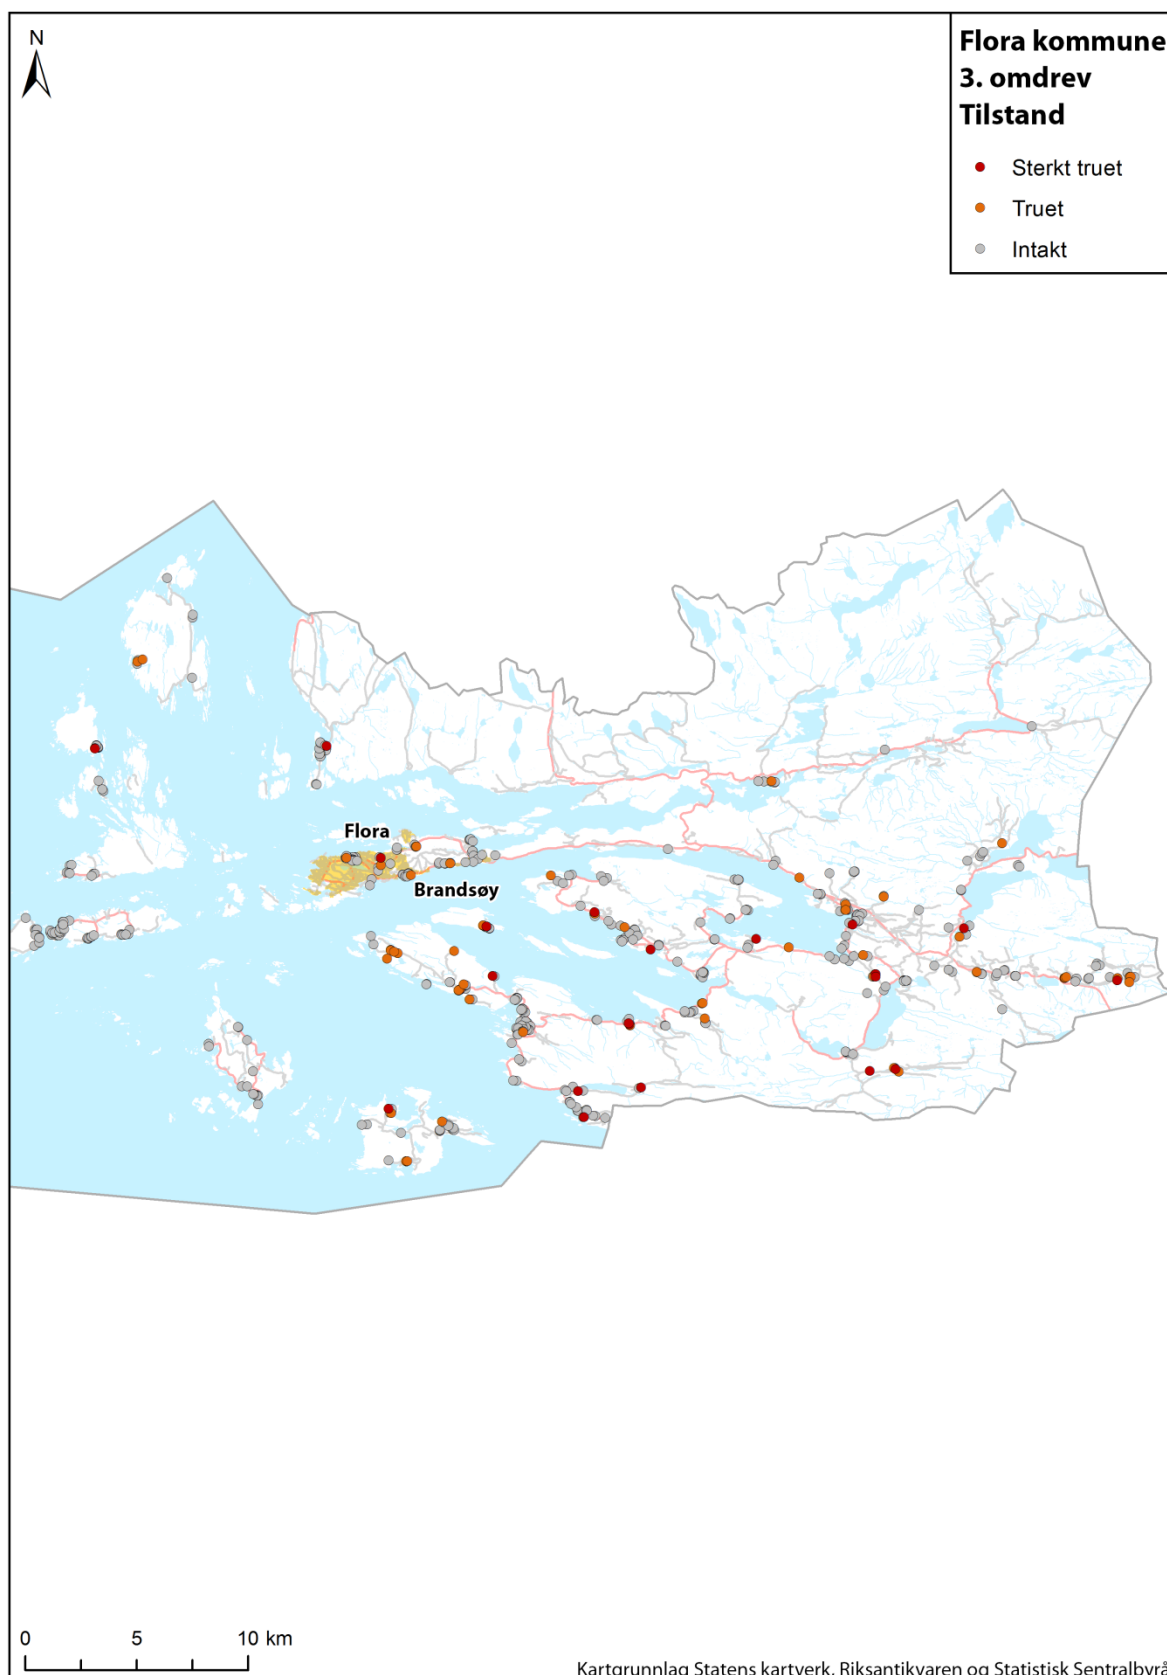 N
Flora kommune
3. omdrev
Tilstand
Sterkt truet
Truet
Intakt
Flora
Brandsøy
0 5 10 km
Kartgrunnlag Statens kartverk, Riksantikvaren og Statistisk Sentralbyrå